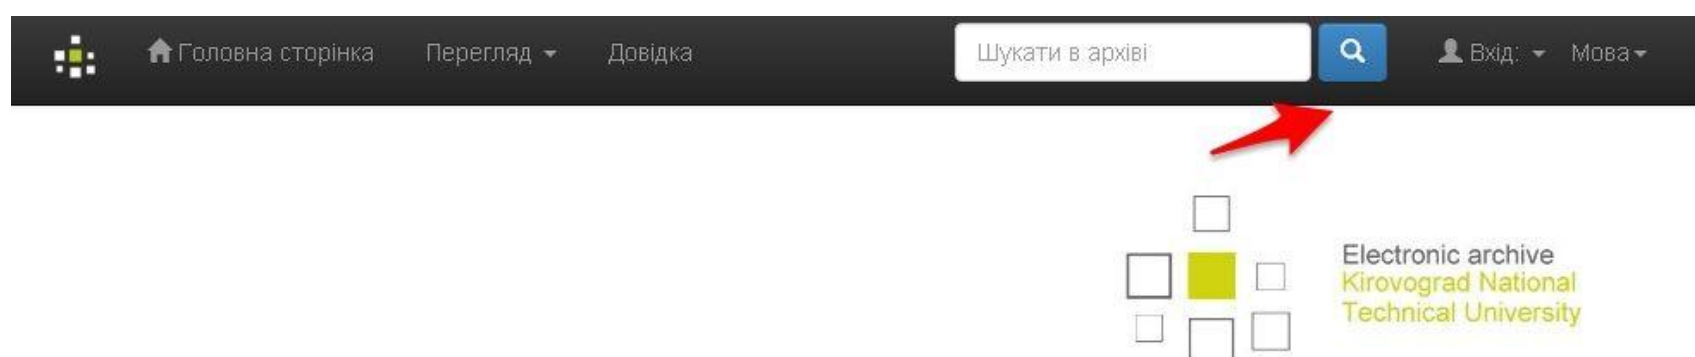 Головна сторінка Перегляд Довідка Шукати в архіві Вхід: Мова
Electronic archive
Kirovograd National
Technical University